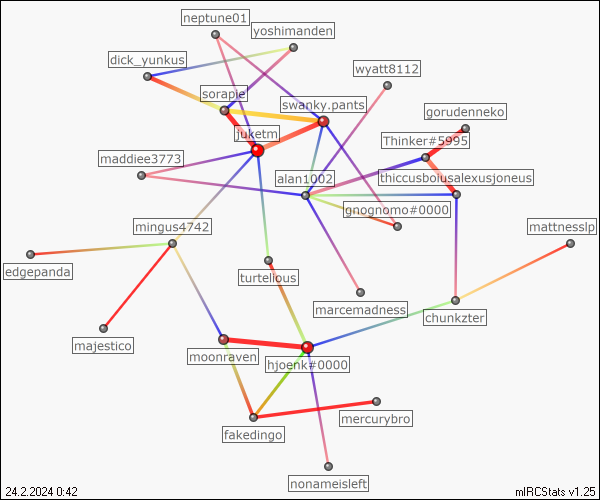 neptune01
yoshimanden
dick_yunkus
wyatt8112
sorapie
swanky.pants
gorudenneko
juketm
Thinker#5995
maddiee3773
alan1002
thiccusboiusalexusjoneus
gnognomo#0000
mingus4742
mattnesslp
edgepanda
turtelious
marcemadness
chunkzter
majestico
moonraven
hjoenk#0000
mercurybro
fakedingo
nonameisleft
24.2.2024 0:42
mIRCStats v1.25